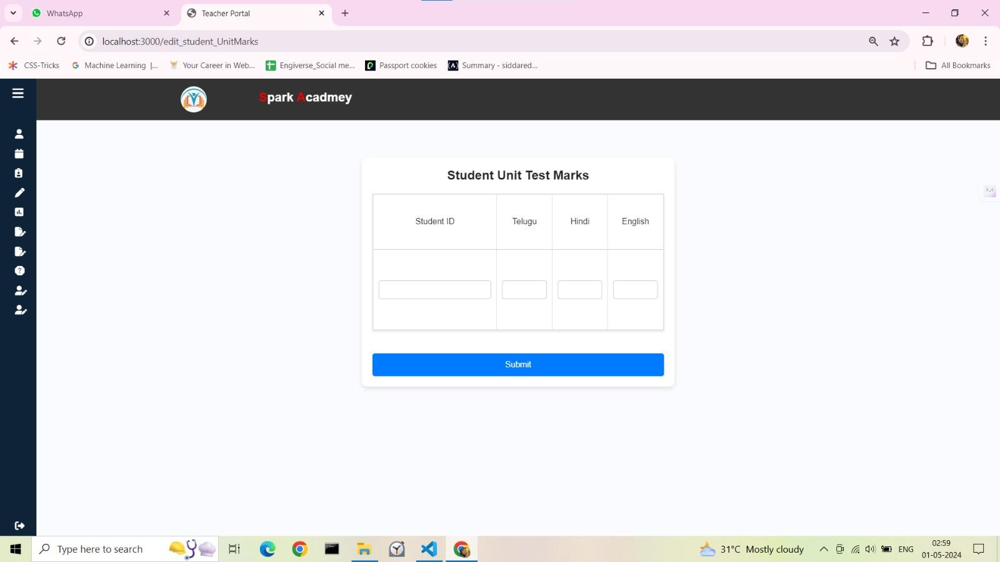 WhatsApp
Teacher Portal
localhost:3000/edit_student_UnitMarks
CSS-Tricks
Machine Learning |...
Your Career in Web...
Engiverse_Social me...
Passport cookies
Summary - siddared...
All Bookmarks
Spark Acadmey
Student Unit Test Marks
Student ID Telugu Hindi English
Submit
Type here to search
31°C Mostly cloudy
ENG
02:59
01-05-2024